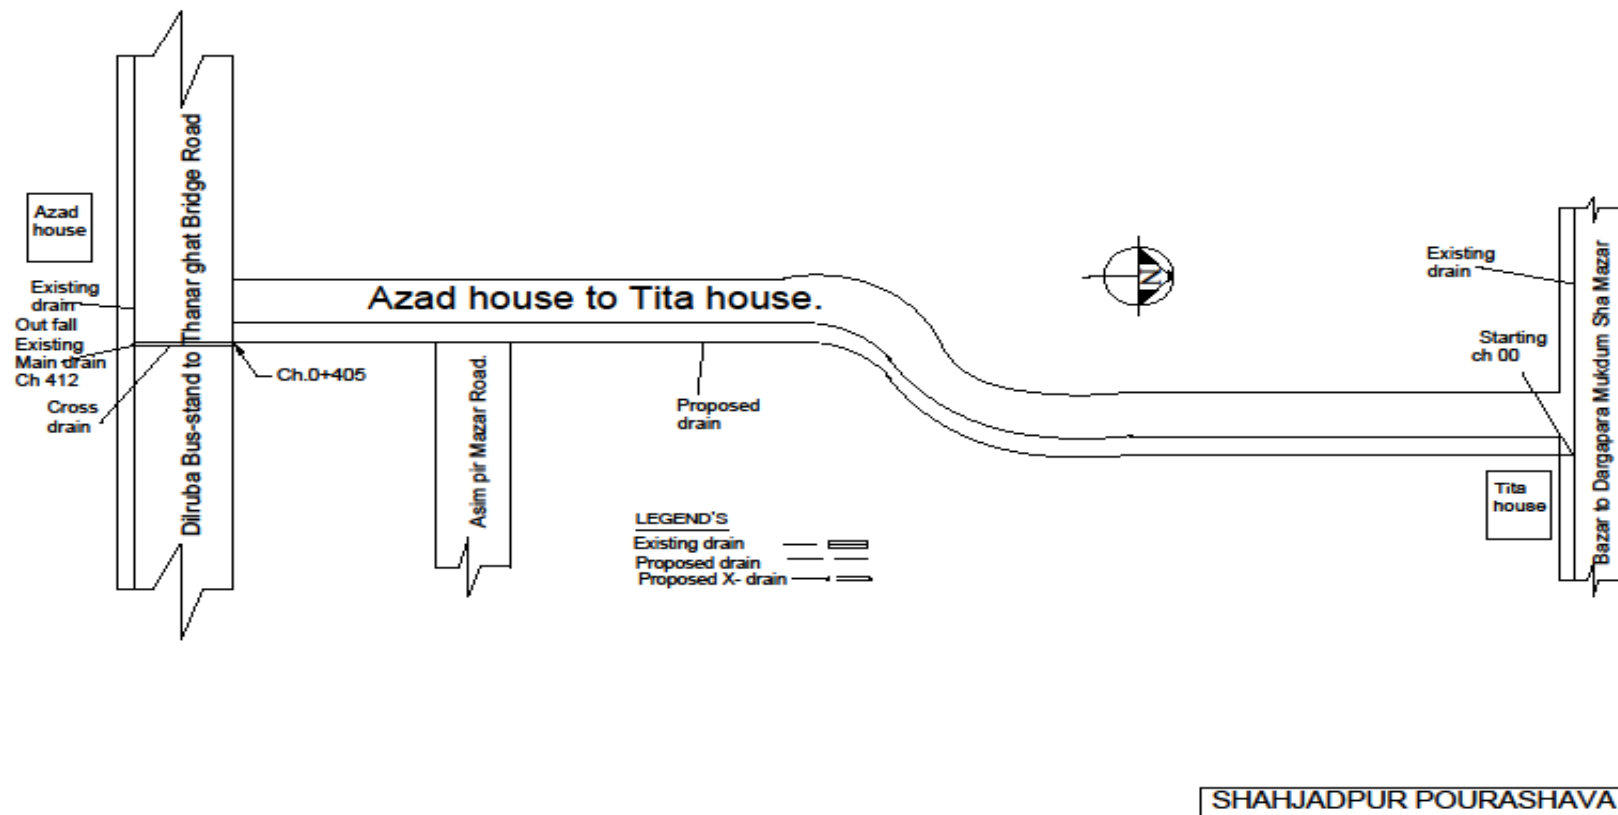 Azad
house
Existing
drain
Out fall
Existing
Main drain
Ch 412
Cross
drain
Dilruba Bus-stand to Thanar ghat Bridge Road
Azad house to Tita house.
Ch.0+405
Asim pir Mazar Road.
Proposed
drain
N
LEGEND'S
Existing drain
Proposed drain
Proposed X- drain
Existing
drain
Starting
ch 00
Tita
house
Bazar to Dargapara Mukdum Sha Mazar
SHAHJADPUR POURASHAVA